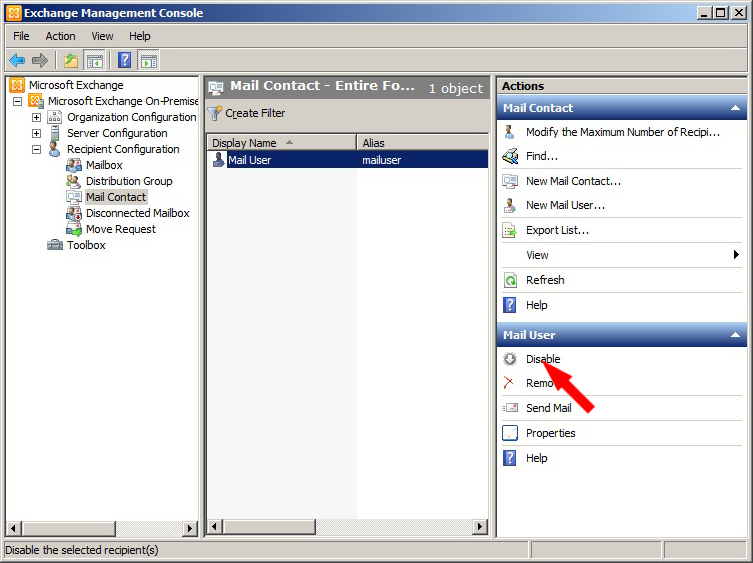 Exchange Management Console
File Action View Help
Microsoft Exchange
Microsoft Exchange On-Premise
Organization Configuration
Server Configuration
Recipient Configuration
Mailbox
Distribution Group
Mail Contact
Disconnected Mailbox
Move Request
Toolbox
Mail Contact - Entire Fo... 1 object
Create Filter
Display Name Alias
Mail User mailuser
Actions
Mail Contact
Modify the Maximum Number of Recipi...
Find...
New Mail Contact...
New Mail User...
Export List...
View
Refresh
Help
Mail User
Disable
Remo
Send Mail
Properties
Help
Disable the selected recipient(s)